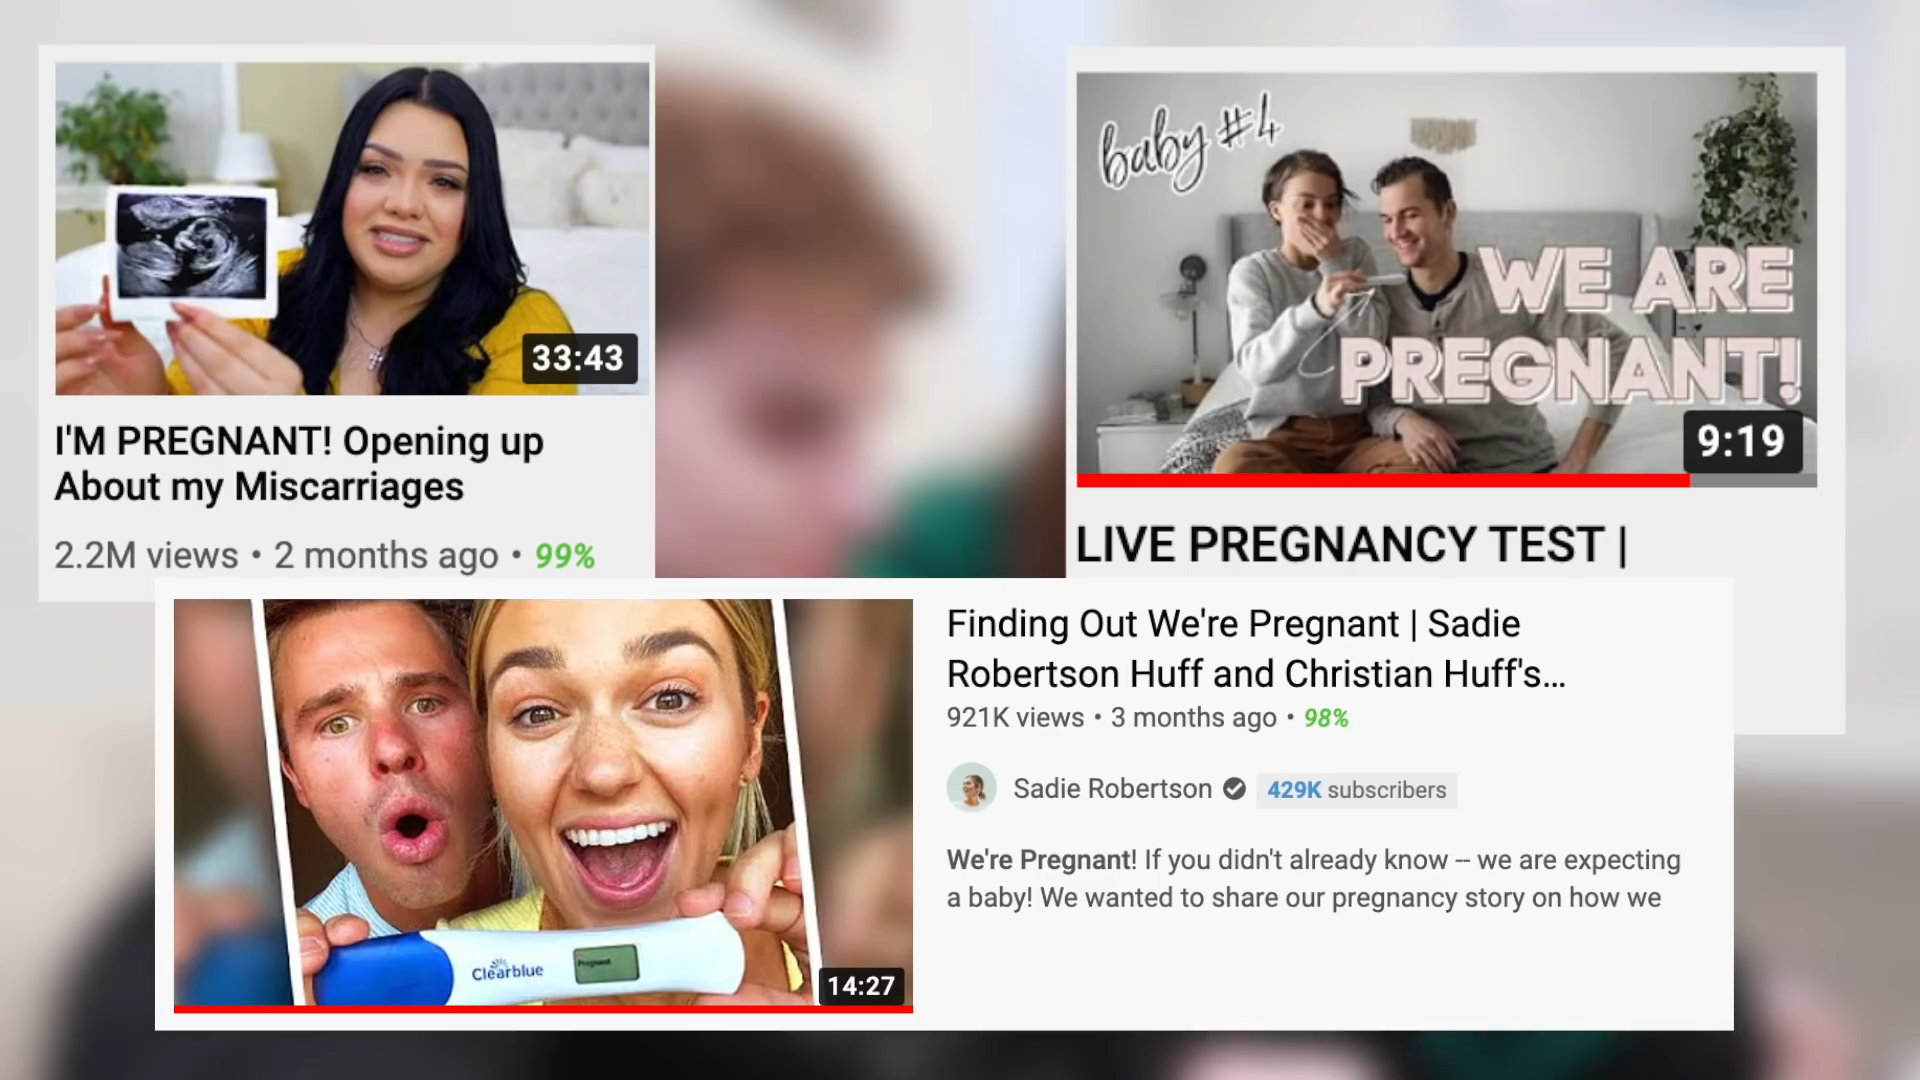 33:43
I'M PREGNANT! Opening up
About my Miscarriages
2.2M views • 2 months ago • 99%
baby #4
WE ARE
PREGNANT!
9:19
LIVE PREGNANCY TEST |
Clearblue
Pregnant
14:27
Finding Out We're Pregnant | Sadie
Robertson Huff and Christian Huff's...
921K views • 3 months ago • 98%
Sadie Robertson
429K subscribers
We're Pregnant! If you didn't already know -- we are expecting
a baby! We wanted to share our pregnancy story on how we